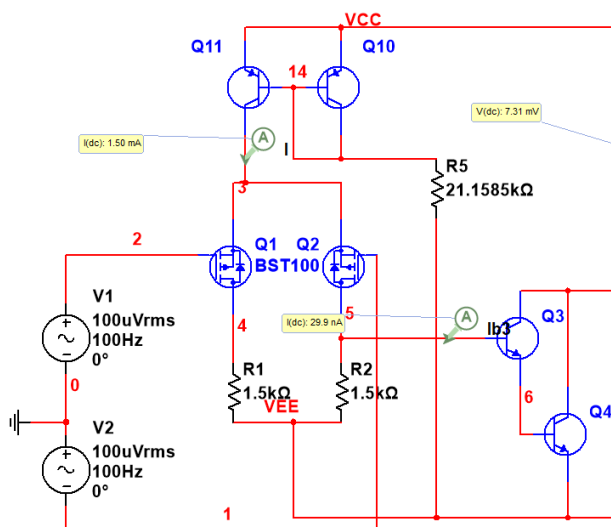 VCC
Q11
Q10
14
V(dc): 7.31 mV
I(dc): 1.50 mA
A
I
R5
21.1585kΩ
3
2
Q1
Q2
BST100
V1
100uVrms
100Hz
0°
4
I(dc): 29.9 nA
5
A
Ib3
Q3
R1
1.5kΩ
R2
1.5kΩ
0
VEE
6
Q4
V2
100uVrms
100Hz
0°
1